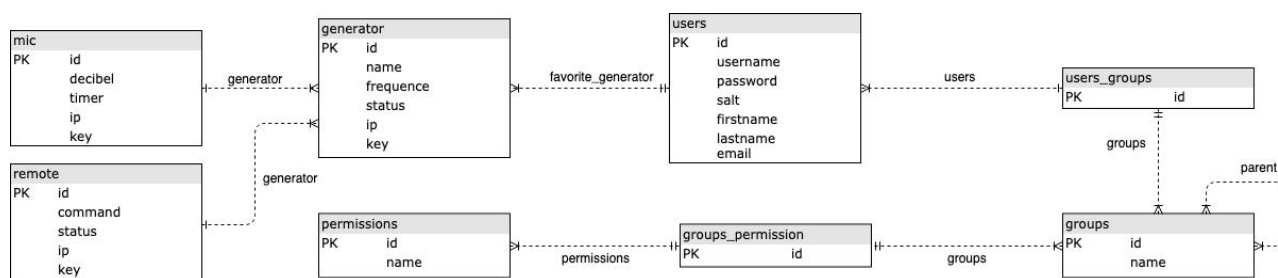 mic
PK id
decibel
timer
ip
key
generator
generator
PK id
name
frequence
status
ip
key
favorite_generator
users
PK id
username
password
salt
firstname
lastname
email
users
users_groups
PK id
groups
parent
remote
PK id
command
status
ip
key
generator
permissions
PK id
name
permissions
groups_permission
PK id
groups
groups
PK id
name